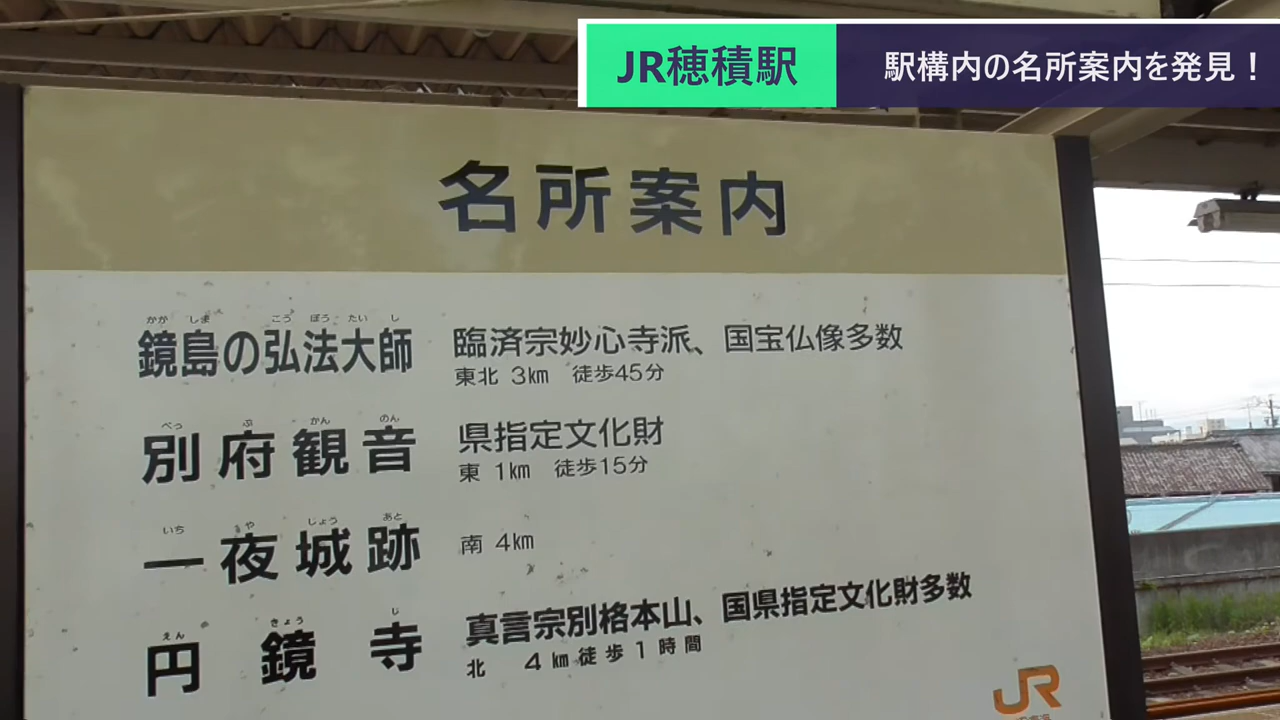 JR穂積駅
駅構内の名所案内を発見！
名所案内
かか しま こう ぼう たい し
鏡島の弘法大師 臨済宗妙心寺派、国宝仏像多数
東北 3km 徒歩45分
べっ ぷ かん のん
別府観音 県指定文化財
東 1km 徒歩15分
いち や じょう あと
一夜城跡 南 4km
えん きょう じ
円鏡寺 真言宗別格本山、国県指定文化財多数
北 4km 徒歩1時間
JR